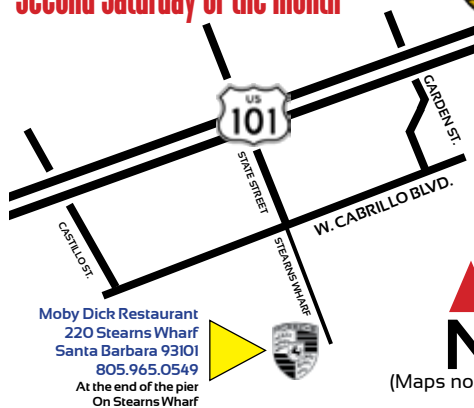 Second Saturday of the month
US
101
GARDEN ST.
STATE STREET
W. CABRILLO BLVD.
CASTILLO ST.
STEARNS WHARF
Moby Dick Restaurant
220 Stearns Wharf
Santa Barbara 93101
805.965.0549
At the end of the pier
On Stearns Wharf
N
(Maps no